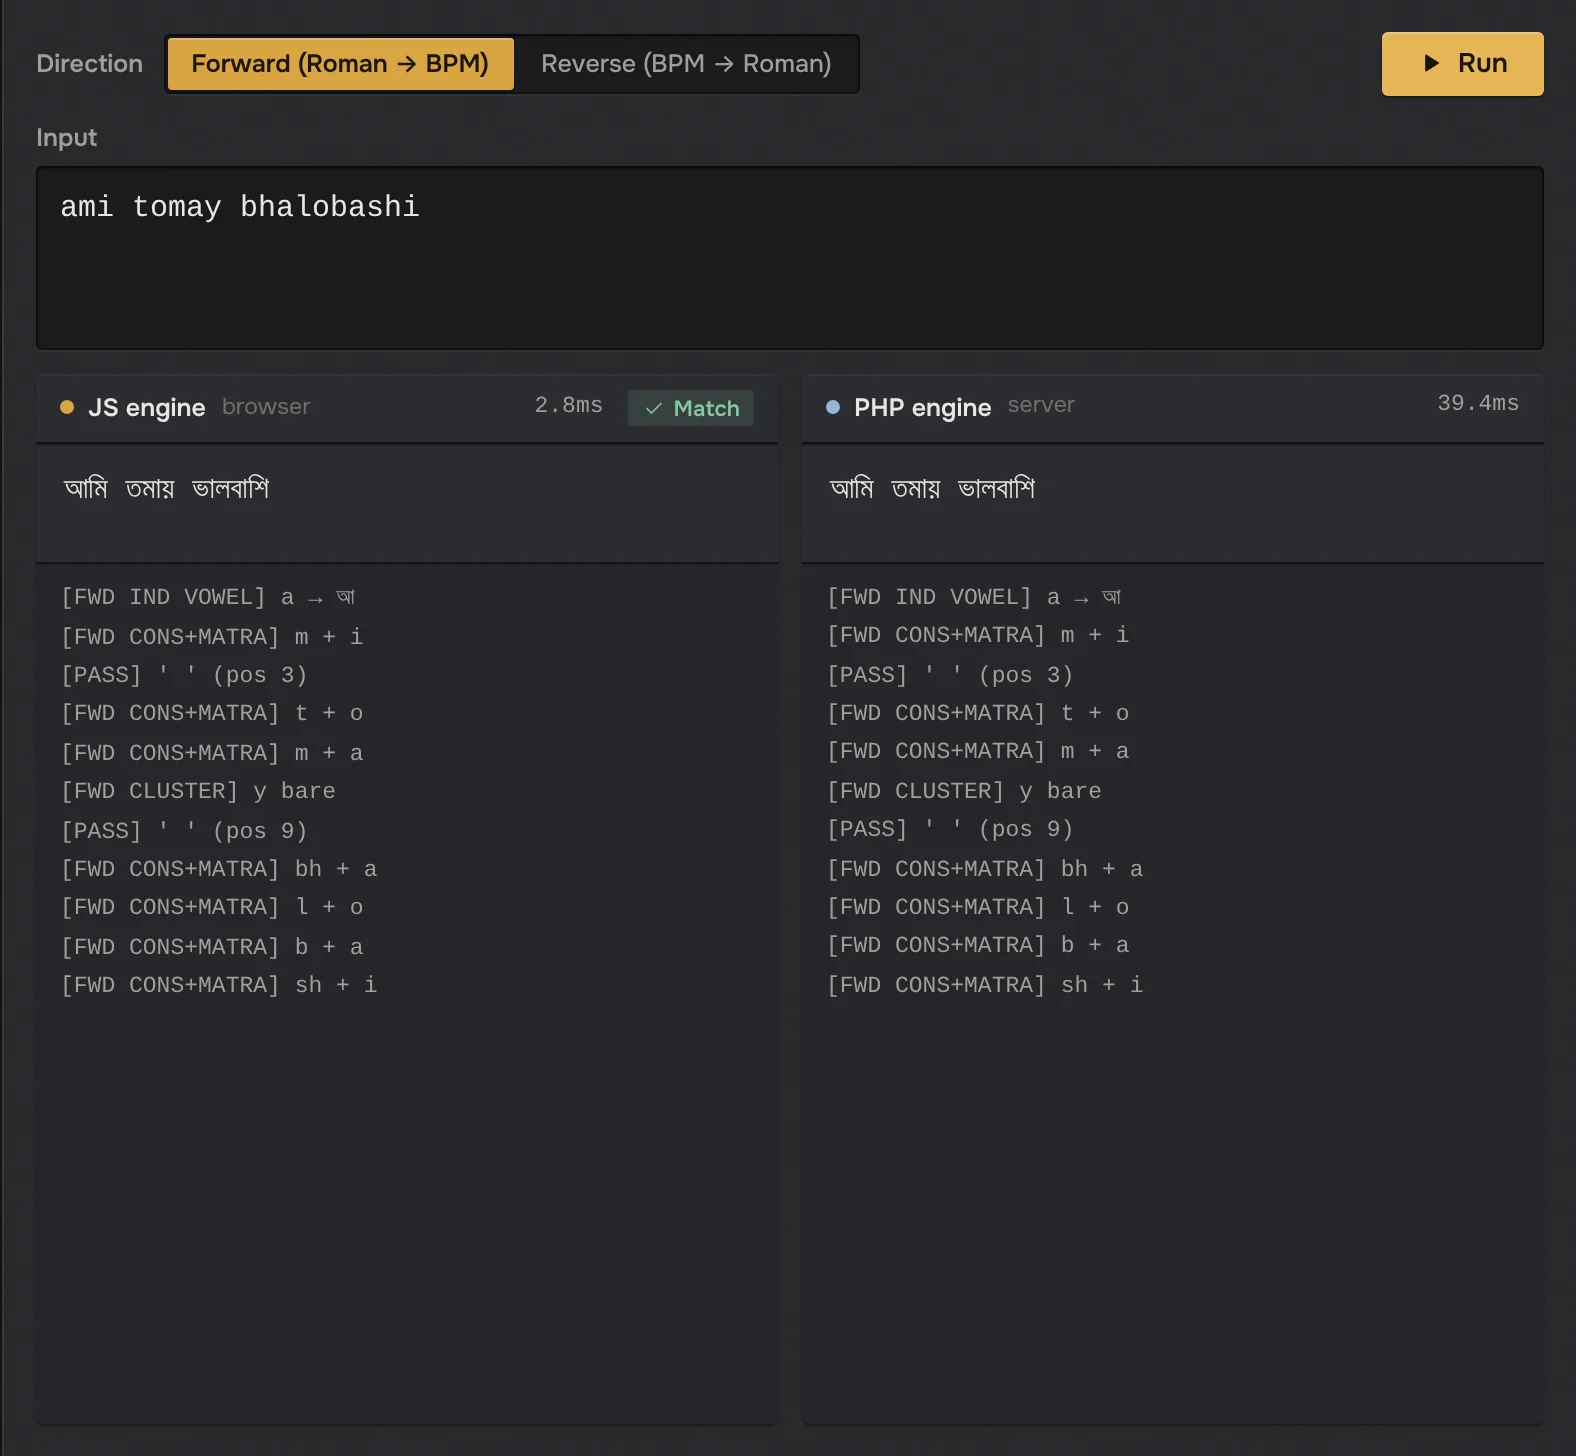 Direction Forward (Roman → BPM) Reverse (BPM → Roman) Run
Input
ami tomay bhalobashi
JS engine browser 2.8ms ✓ Match
আমি তমায় ভালবাশি
[FWD IND VOWEL] a → আ
[FWD CONS+MATRA] m + i
[PASS] ' ' (pos 3)
[FWD CONS+MATRA] t + o
[FWD CONS+MATRA] m + a
[FWD CLUSTER] y bare
[PASS] ' ' (pos 9)
[FWD CONS+MATRA] bh + a
[FWD CONS+MATRA] l + o
[FWD CONS+MATRA] b + a
[FWD CONS+MATRA] sh + i
PHP engine server 39.4ms
আমি তমায় ভালবাশি
[FWD IND VOWEL] a → আ
[FWD CONS+MATRA] m + i
[PASS] ' ' (pos 3)
[FWD CONS+MATRA] t + o
[FWD CONS+MATRA] m + a
[FWD CLUSTER] y bare
[PASS] ' ' (pos 9)
[FWD CONS+MATRA] bh + a
[FWD CONS+MATRA] l + o
[FWD CONS+MATRA] b + a
[FWD CONS+MATRA] sh + i